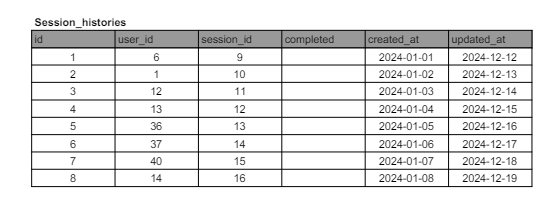 Session_histories
id user_id session_id completed created_at updated_at
1 6 9 2024-01-01 2024-12-12
2 1 10 2024-01-02 2024-12-13
3 12 11 2024-01-03 2024-12-14
4 13 12 2024-01-04 2024-12-15
5 36 13 2024-01-05 2024-12-16
6 37 14 2024-01-06 2024-12-17
7 40 15 2024-01-07 2024-12-18
8 14 16 2024-01-08 2024-12-19